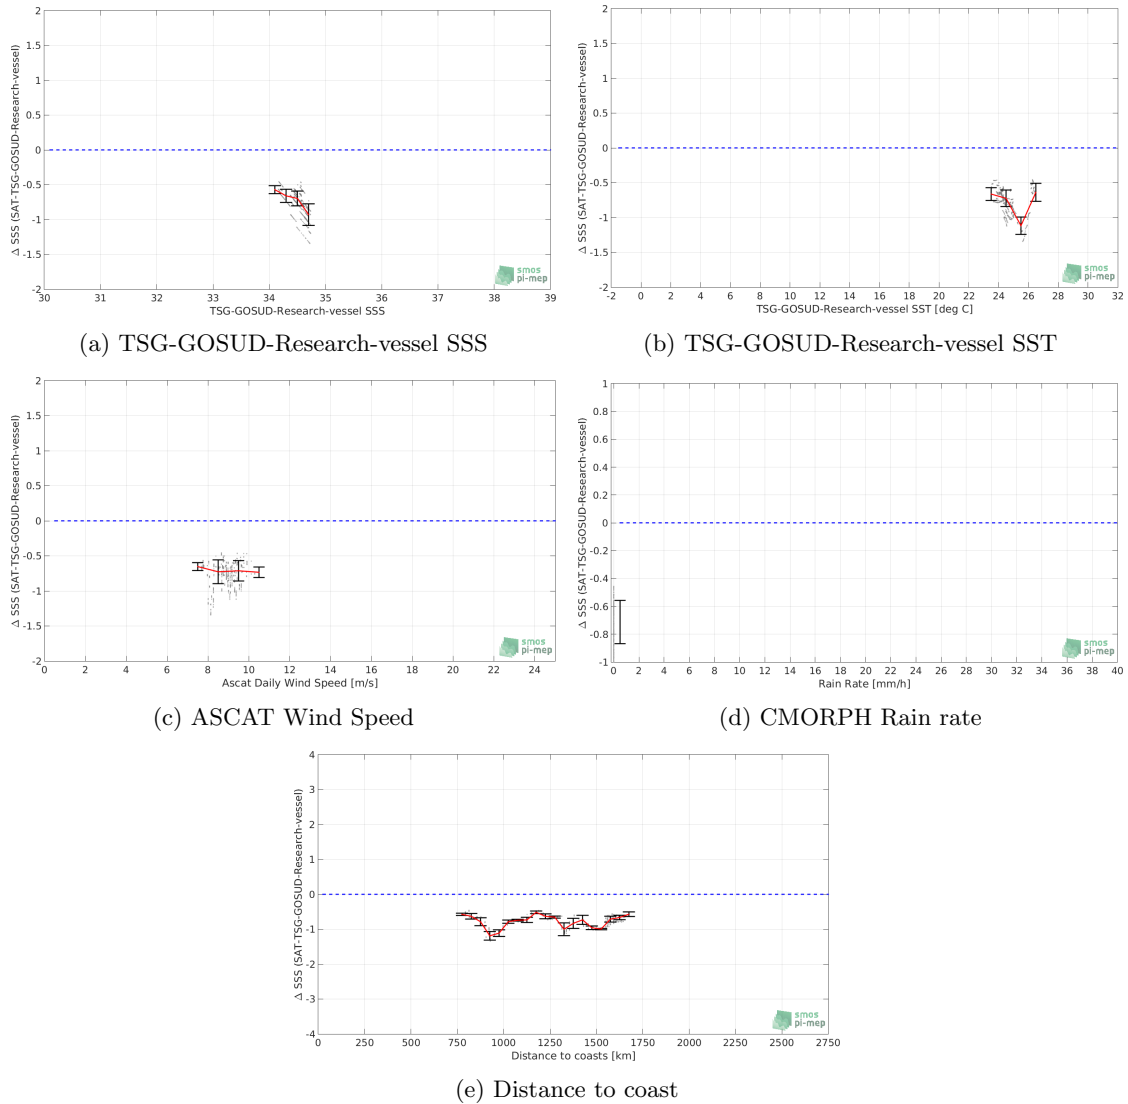 2
1.5
1
0.5
0
-0.5
-1
-1.5
-2
30 31 32 33 34 35 36 37 38 39
Δ SSS (SAT-TSG-GOSUD-Research-vessel)
TSG-GOSUD-Research-vessel SSS
smos
pi-mep
(a) TSG-GOSUD-Research-vessel SSS
2
1.5
1
0.5
0
-0.5
-1
-1.5
-2
-2 0 2 4 6 8 10 12 14 16 18 20 22 24 26 28 30 32
Δ SSS (SAT-TSG-GOSUD-Research-vessel)
TSG-GOSUD-Research-vessel SST [deg C]
smos
pi-mep
(b) TSG-GOSUD-Research-vessel SST
2
1.5
1
0.5
0
-0.5
-1
-1.5
-2
0 2 4 6 8 10 12 14 16 18 20 22 24
Δ SSS (SAT-TSG-GOSUD-Research-vessel)
Ascat Daily Wind Speed [m/s]
smos
pi-mep
(c) ASCAT Wind Speed
1
0.8
0.6
0.4
0.2
0
-0.2
-0.4
-0.6
-0.8
-1
0 2 4 6 8 10 12 14 16 18 20 22 24 26 28 30 32 34 36 38 40
Δ SSS (SAT-TSG-GOSUD-Research-vessel)
Rain Rate [mm/h]
smos
pi-mep
(d) CMORPH Rain rate
4
3
2
1
0
-1
-2
-3
-4
0 250 500 750 1000 1250 1500 1750 2000 2250 2500 2750
Δ SSS (SAT-TSG-GOSUD-Research-vessel)
Distance to coasts [km]
smos
pi-mep
(e) Distance to coast